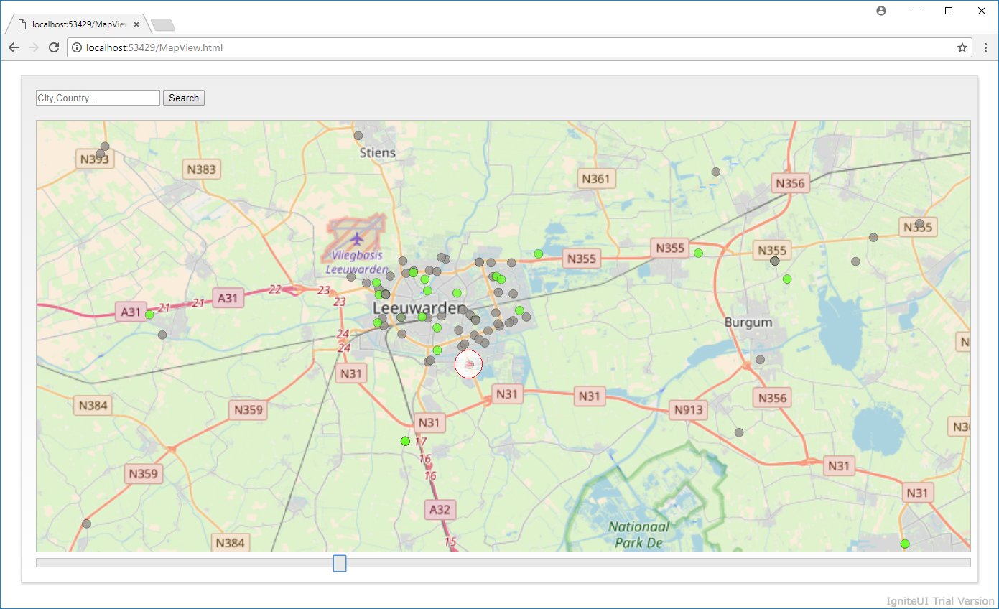 localhost:53429/MapView
localhost:53429/MapView.html
City,Country...
Search
Stiens
N393
N383
N361
N356
N355
N355
N355
N355
Vliegbasis
Leeuwarden
22
23
23
A31
21
21
A31
Leeuwarden
Burgum
24
24
N
N31
N31
N31
N356
N384
N359
N913
N31
N3
17
16
16
N31
N359
N31
A32
Nationaal
Park De
N384
15
IgniteUI Trial Version